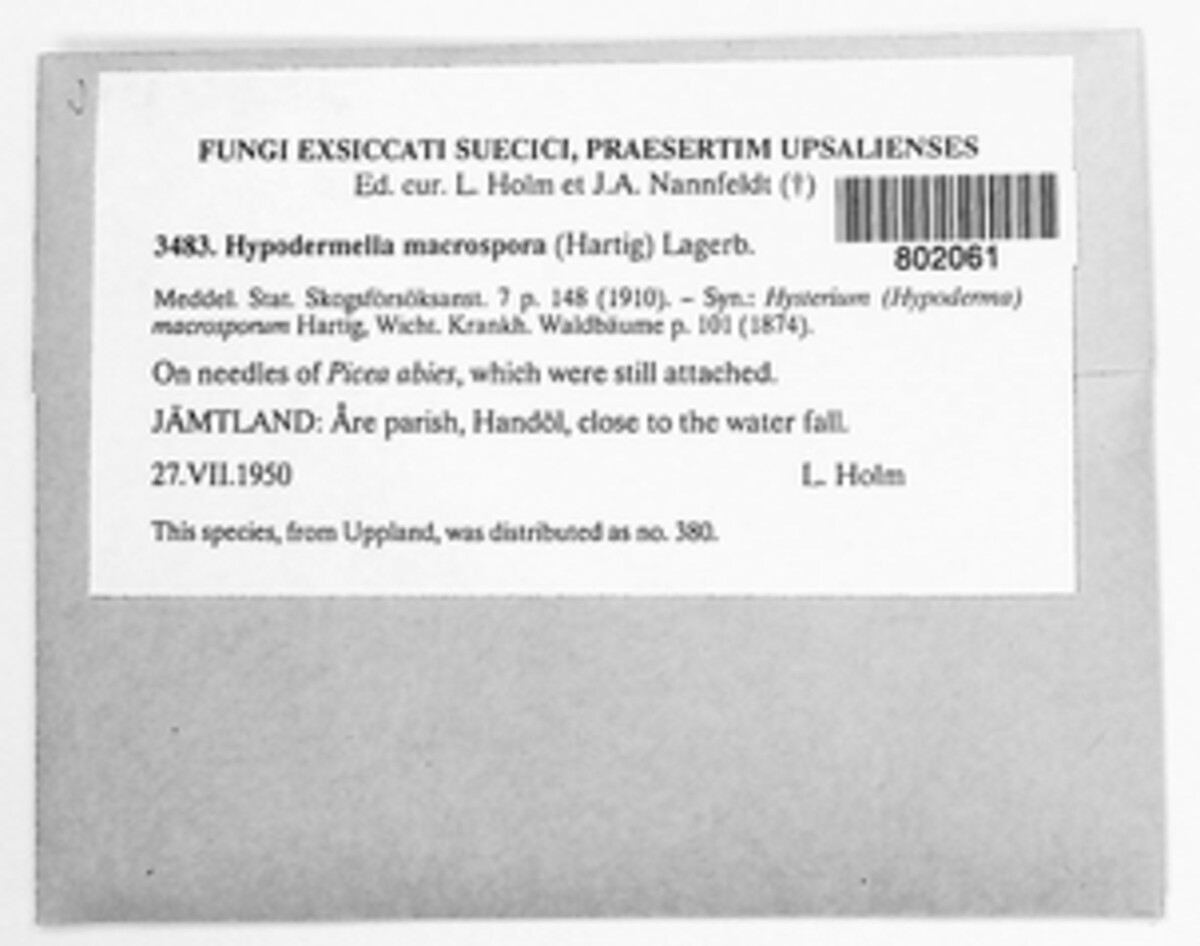 FUNGI EXSICCATI SUECICI, PRAESERTIM UPSALIENSES
Ed. cur. L. Holm et J.A. Nannfeldt (†)
802061
3483. Hypodermella macrospora (Hartig) Lagerb.
Meddel. Stat. Skogsförsöksanst. 7 p. 148 (1910). – Syn.: Hysterium (Hypoderma)
macrosporum Hartig, Wicht. Krankh. Waldbäume p. 101 (1874).
On needles of Picea abies, which were still attached.
JÄMTLAND: Åre parish, Handöl, close to the water fall.
27.VII.1950 L. Holm
This species, from Uppland, was distributed as no. 380.